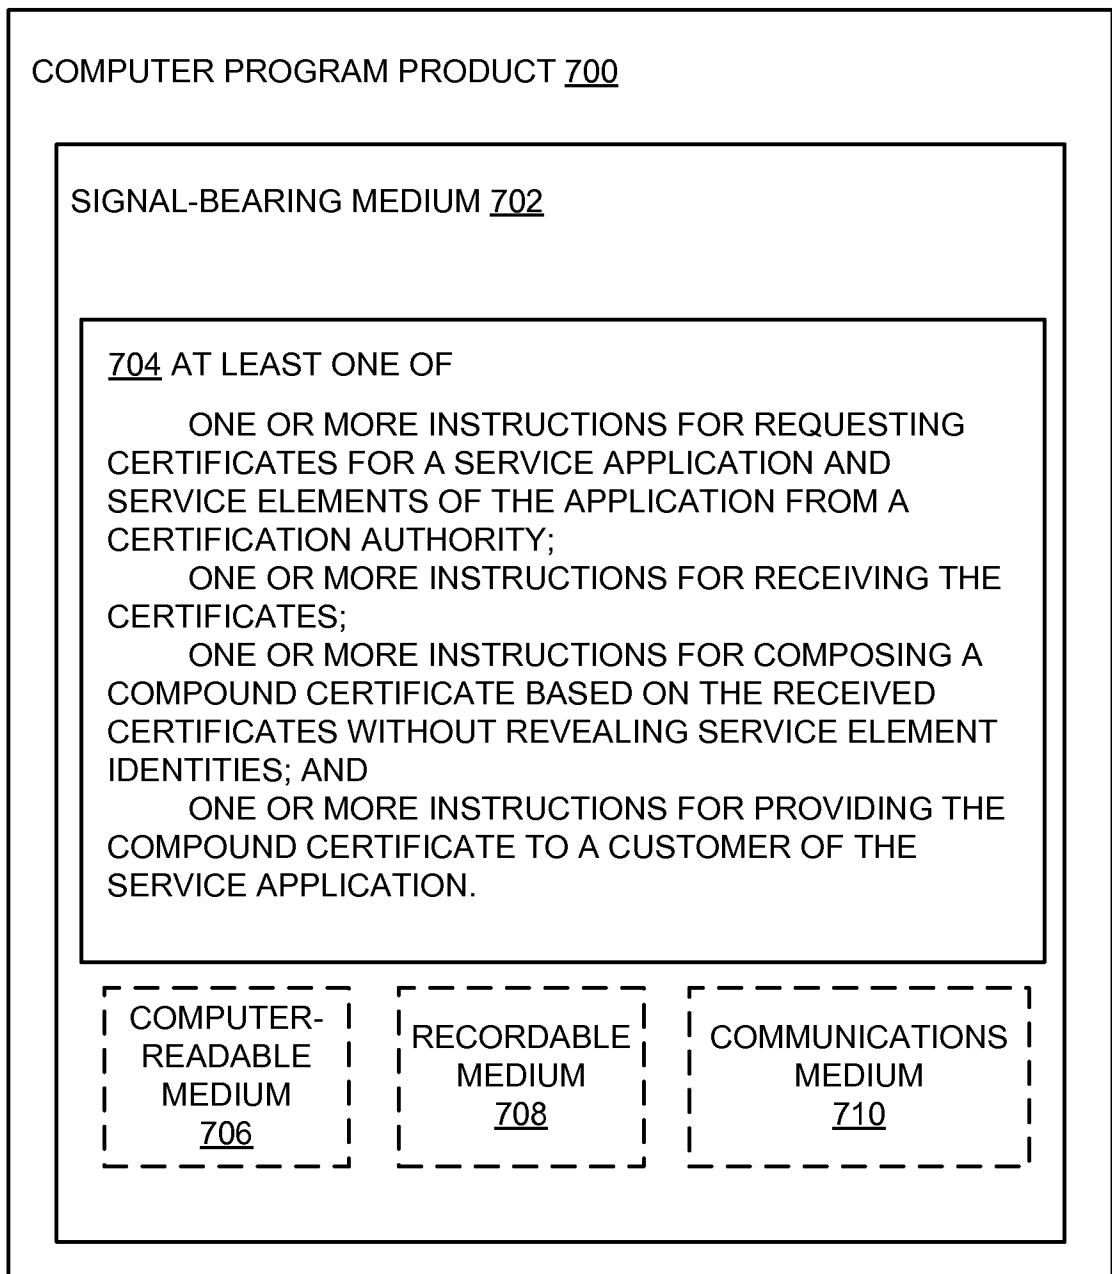 COMPUTER PROGRAM PRODUCT 700
SIGNAL-BEARING MEDIUM 702
704 AT LEAST ONE OF
ONE OR MORE INSTRUCTIONS FOR REQUESTING
CERTIFICATES FOR A SERVICE APPLICATION AND
SERVICE ELEMENTS OF THE APPLICATION FROM A
CERTIFICATION AUTHORITY;
ONE OR MORE INSTRUCTIONS FOR RECEIVING THE
CERTIFICATES;
ONE OR MORE INSTRUCTIONS FOR COMPOSING A
COMPOUND CERTIFICATE BASED ON THE RECEIVED
CERTIFICATES WITHOUT REVEALING SERVICE ELEMENT
IDENTITIES; AND
ONE OR MORE INSTRUCTIONS FOR PROVIDING THE
COMPOUND CERTIFICATE TO A CUSTOMER OF THE
SERVICE APPLICATION.
COMPUTER-
READABLE
MEDIUM
706
RECORDABLE
MEDIUM
708
COMMUNICATIONS
MEDIUM
710